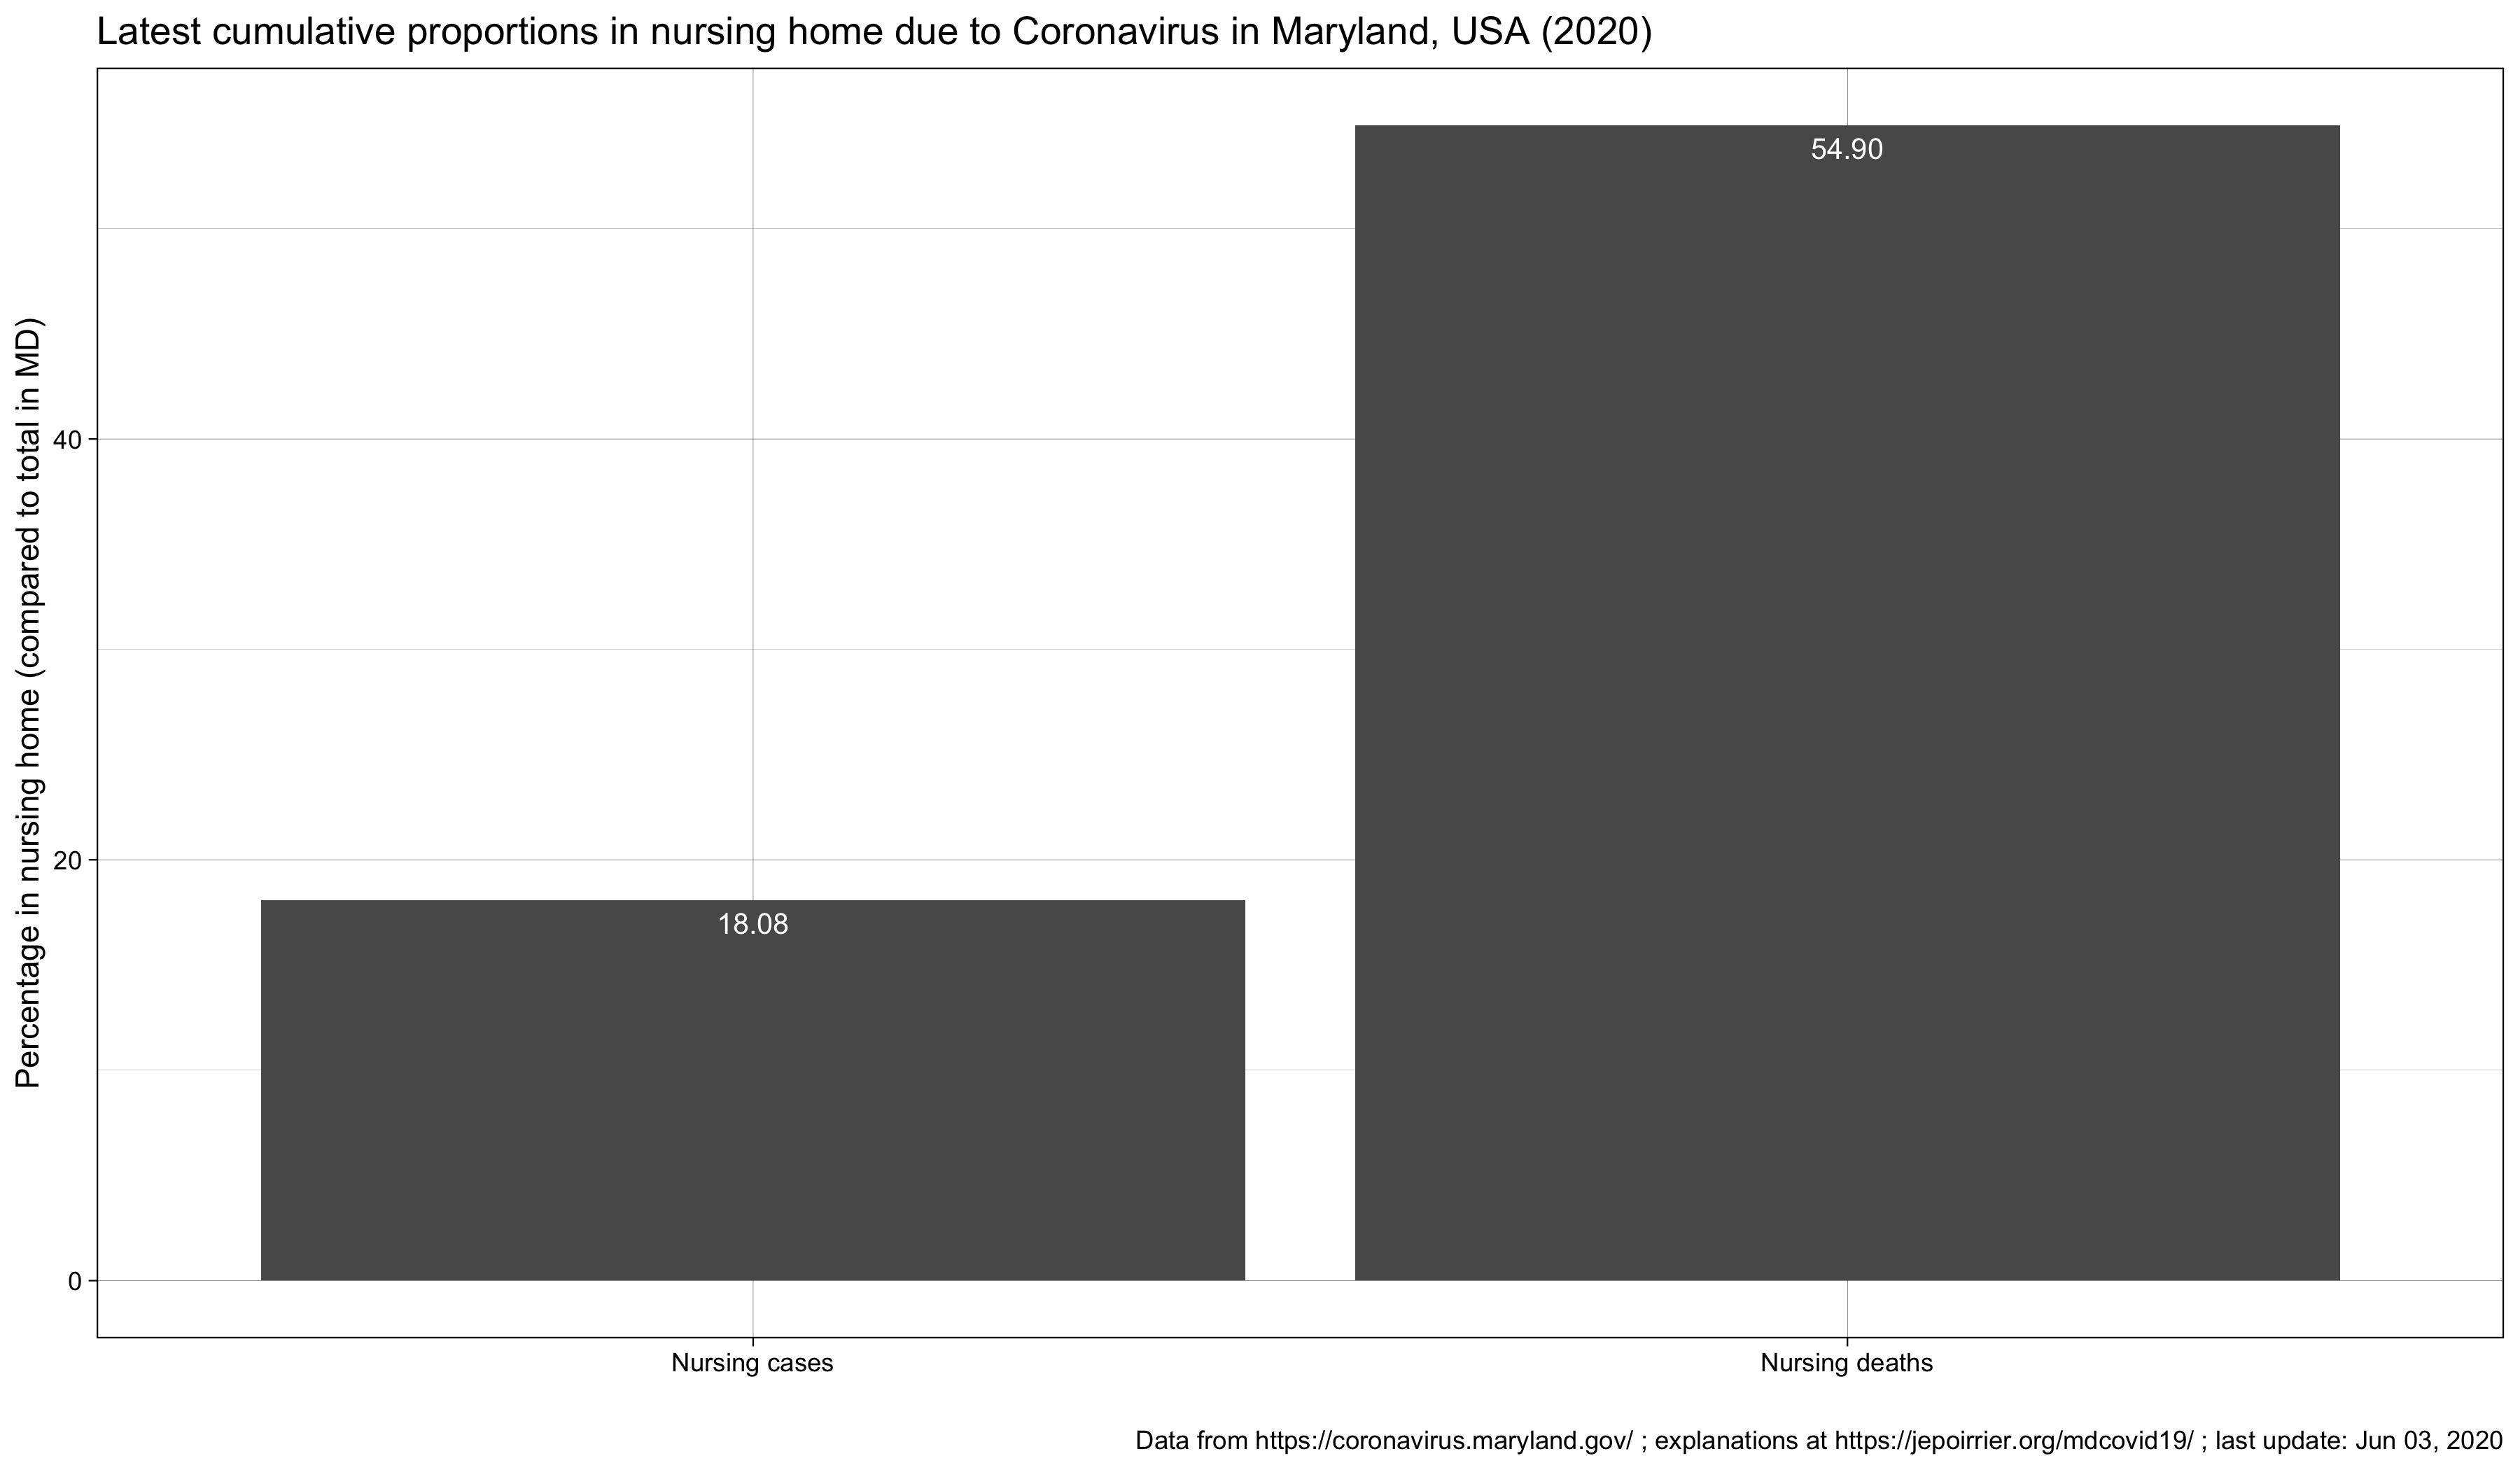 Latest cumulative proportions in nursing home due to Coronavirus in Maryland, USA (2020)
Percentage in nursing home (compared to total in MD)
40
20
0
54.90
18.08
Nursing cases
Nursing deaths
Data from https://coronavirus.maryland.gov/ ; explanations at https://jepoirrier.org/mdcovid19/ ; last update: Jun 03, 2020